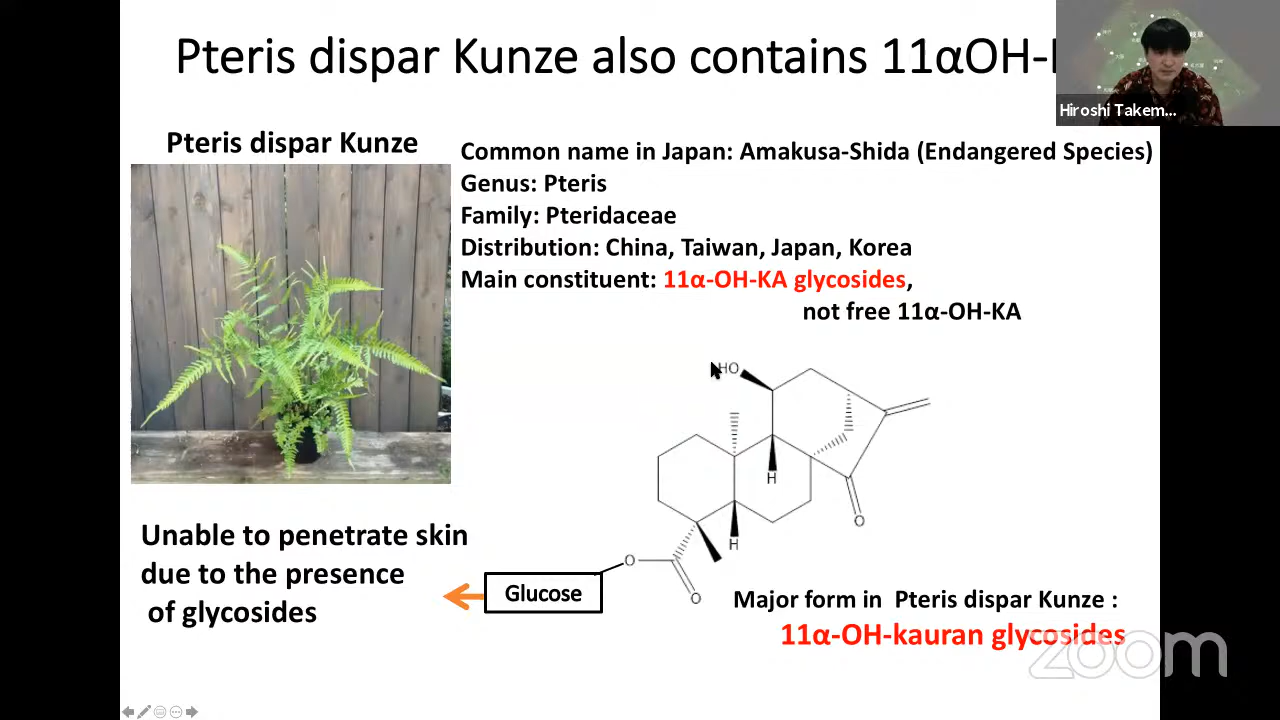 Pteris dispar Kunze also contains 11αOH-
Hiroshi Takem...
Pteris dispar Kunze
Common name in Japan: Amakusa-Shida (Endangered Species)
Genus: Pteris
Family: Pteridaceae
Distribution: China, Taiwan, Japan, Korea
Main constituent: 11α-OH-KA glycosides,
not free 11α-OH-KA
HO
H
O
H
O
O
Glucose
Unable to penetrate skin
due to the presence
of glycosides
Major form in Pteris dispar Kunze :
11α-OH-kauran glycosides
zoom